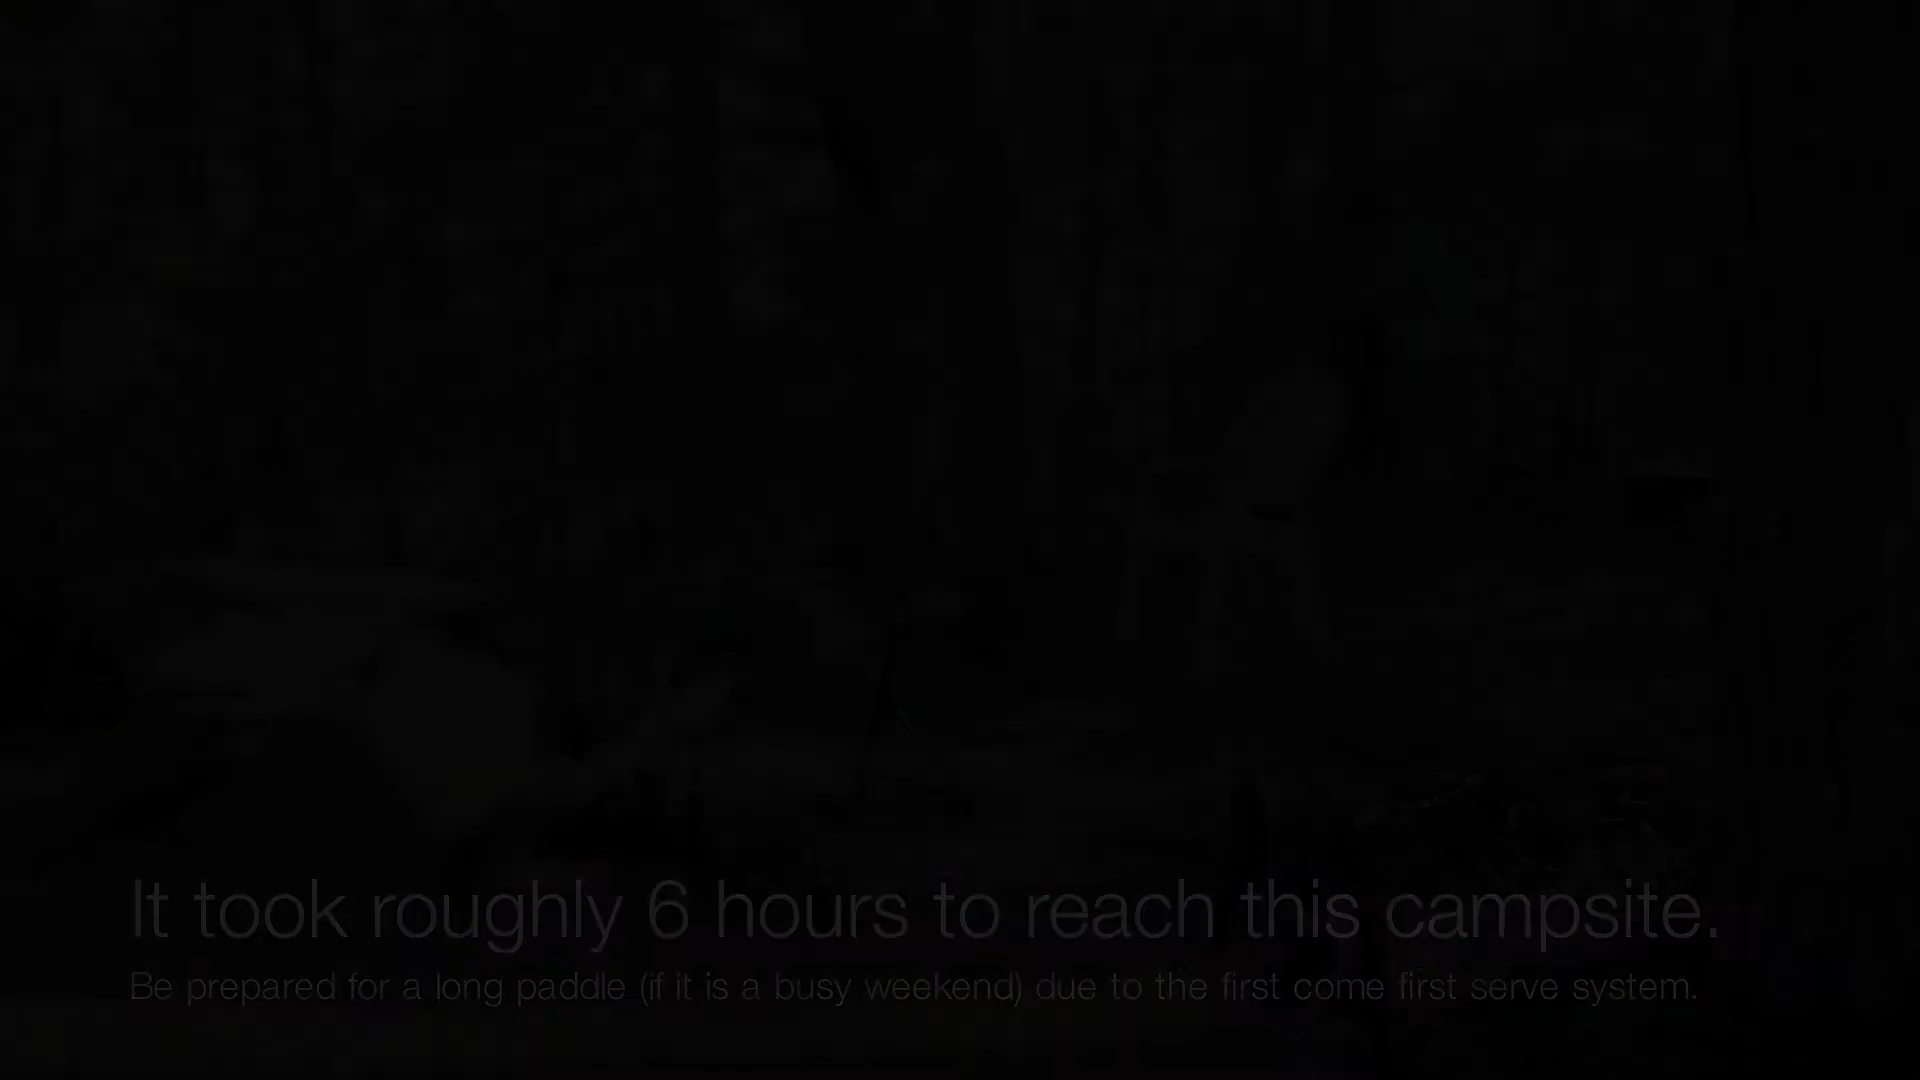 It took roughly 6 hours to reach this campsite.
Be prepared for a long paddle (if it is a busy weekend) due to the first come first serve system.